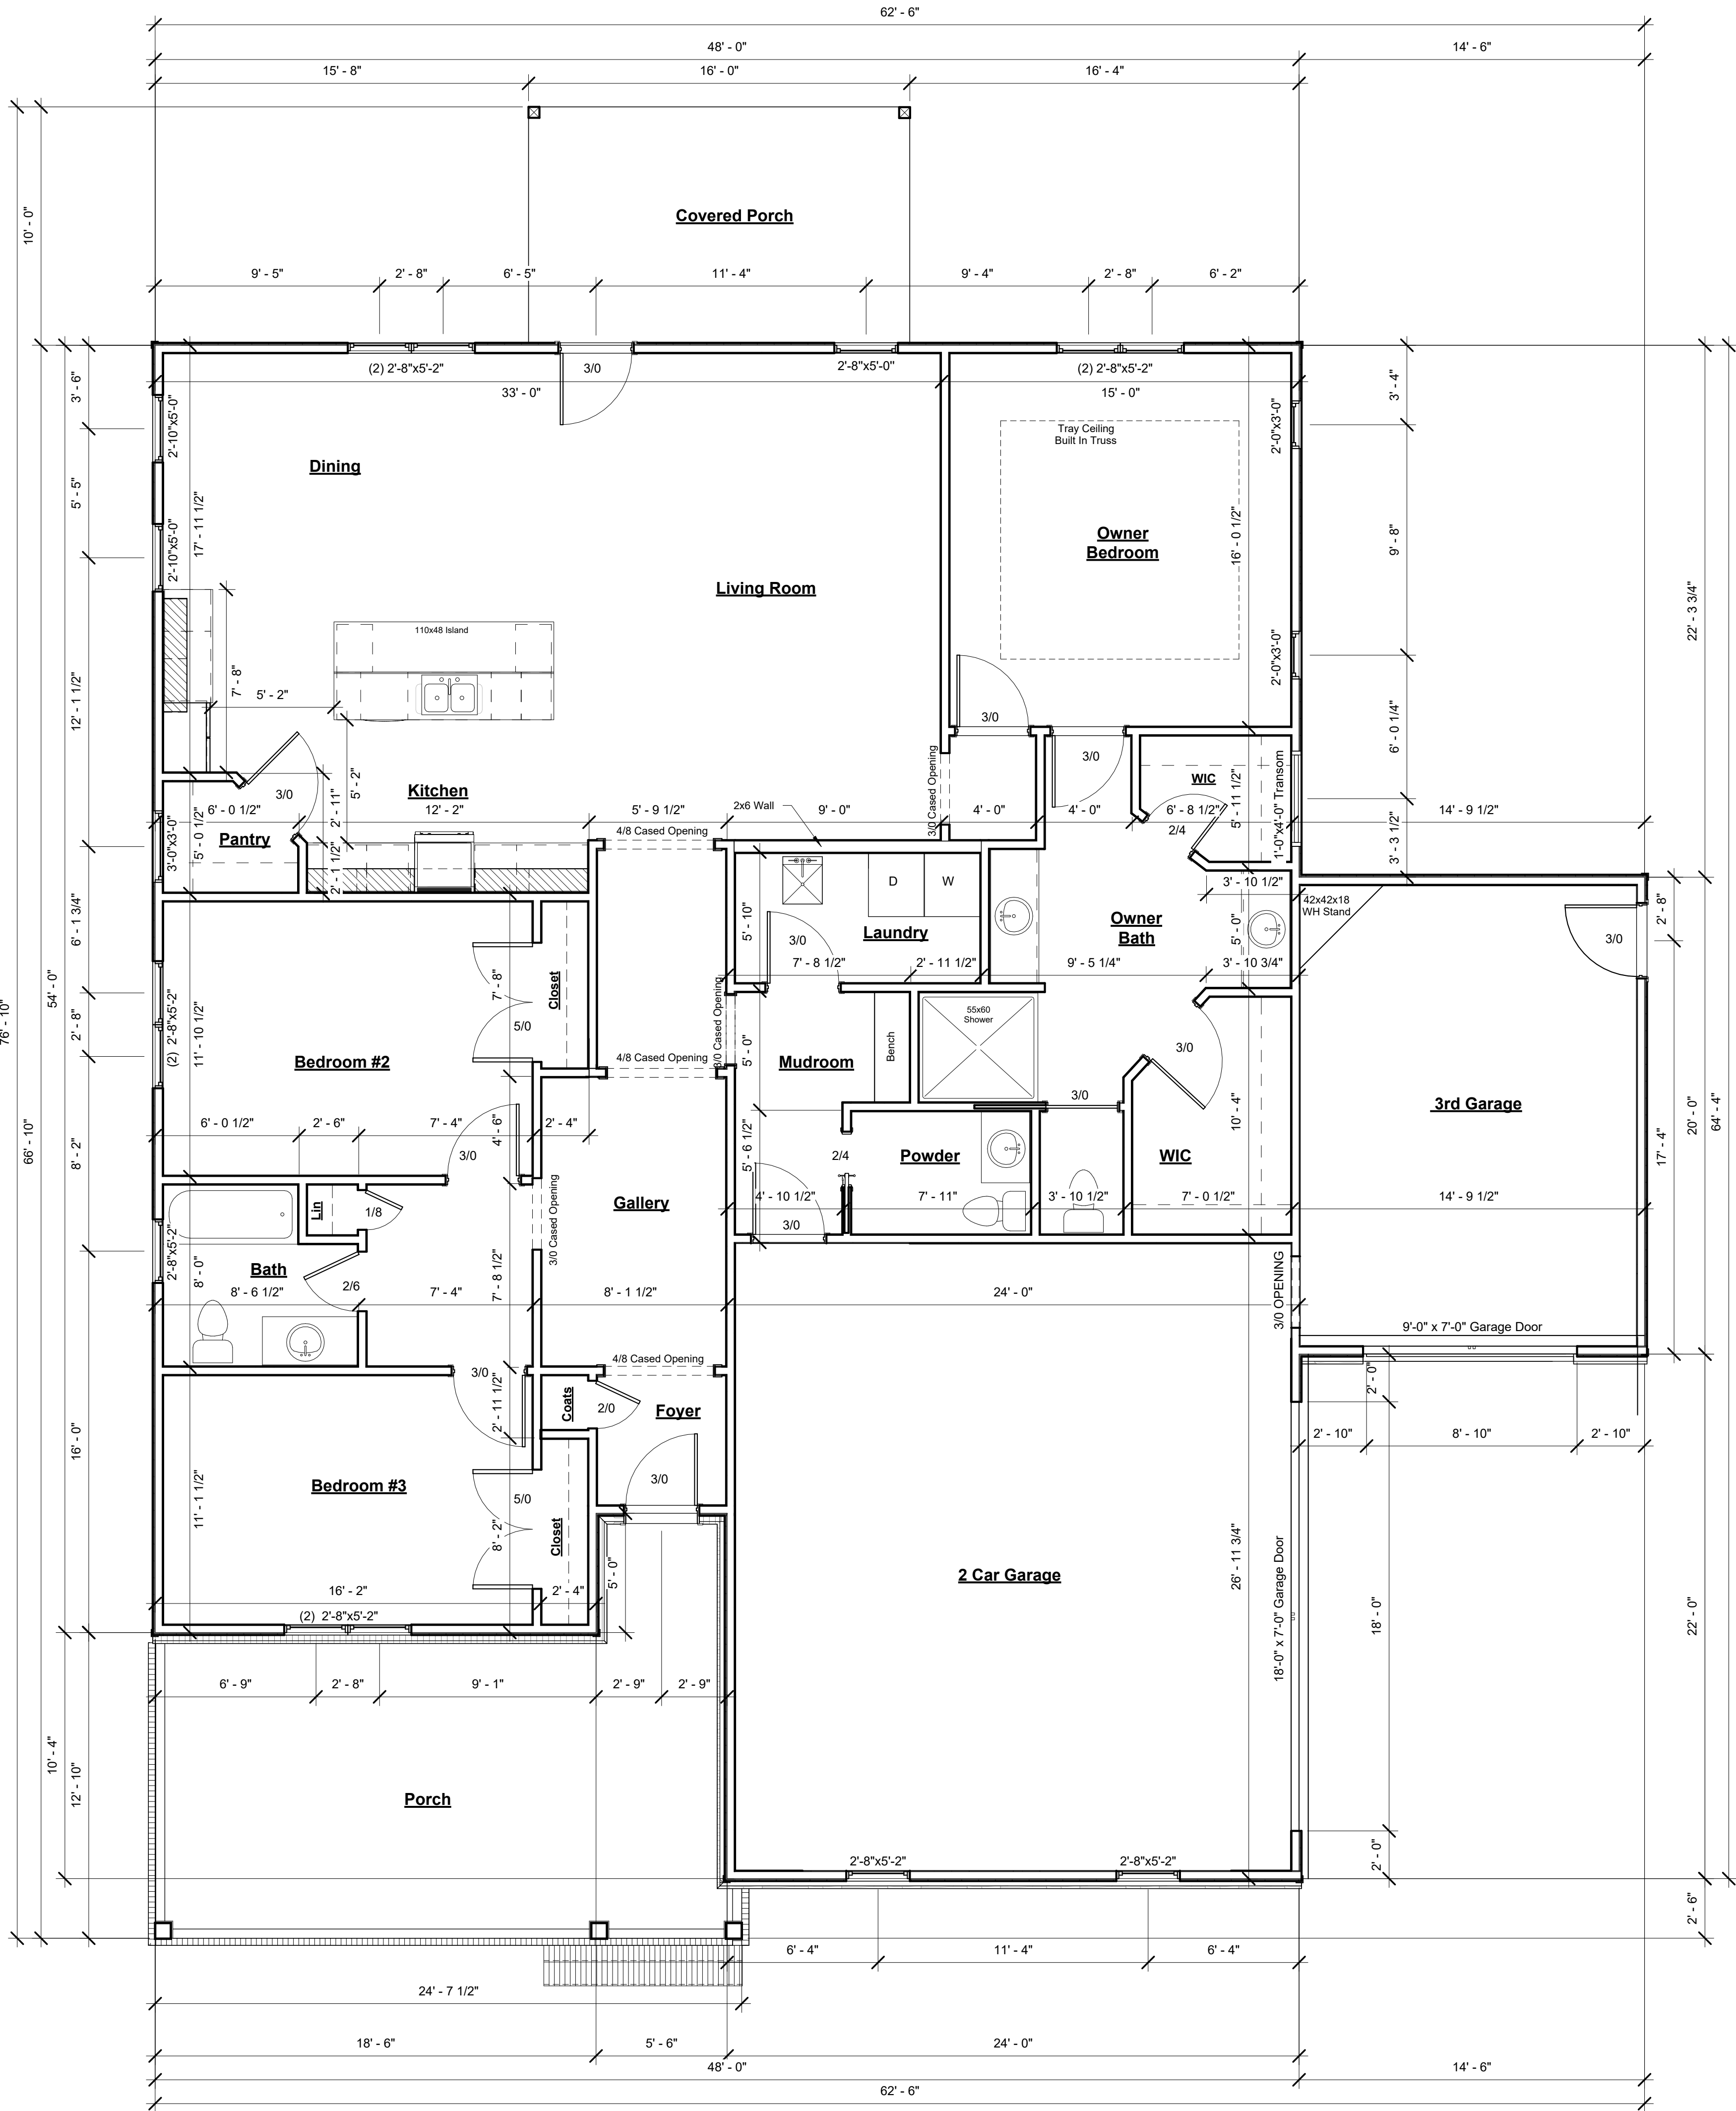 62' - 6"
48' - 0"
14' - 6"
15' - 8"
16' - 0"
16' - 4"
10' - 0"
Covered Porch
9' - 5"
2' - 8"
6' - 5"
11' - 4"
9' - 4"
2' - 8"
6' - 2"
(2) 2'-8"x5'-2"
3/0
2'-8"x5'-0"
(2) 2'-8"x5'-2"
33' - 0"
15' - 0"
3' - 6"
2'-10"x5'-0"
Tray Ceiling
Built In Truss
2'-0"x3'-0"
3' - 4"
Dining
5' - 5"
17' - 11 1/2"
2'-10"x5'-0"
Owner
Bedroom
16' - 0 1/2"
9' - 8"
Living Room
22' - 3 3/4"
110x48 Island
7' - 8"
5' - 2"
12' - 1 1/2"
2'-0"x3'-0"
3/0
6' - 0 1/4"
3/0
3/0
5' - 2"
Kitchen
3/0 Cased Opening
WIC
5' - 11 1/2"
1'-0"x4'-0" Transom
6' - 0 1/2"
2' - 11"
12' - 2"
5' - 9 1/2"
2x6 Wall
9' - 0"
4' - 0"
4' - 0"
6' - 8 1/2"
14' - 9 1/2"
3'-0"x3'-0"
5' - 0 1/2"
Pantry
4/8 Cased Opening
2/4
3' - 3 1/2"
2' - 1 1/2"
D
W
3' - 10 1/2"
42x42x18
WH Stand
2' - 8"
6' - 1 3/4"
5' - 10"
3/0
Laundry
Owner
Bath
5' - 0"
3/0
7' - 8 1/2"
2' - 11 1/2"
9' - 5 1/4"
3' - 10 3/4"
54' - 0"
7' - 8"
Closet
5/0
3/0 Cased Opening
55x60
Shower
76' - 10"
2' - 8"
(2) 2'-8"x5'-2"
11' - 10 1/2"
Bedroom #2
4/8 Cased Opening
5' - 0"
Mudroom
Bench
3/0
3/0
3rd Garage
20' - 0"
64' - 4"
17' - 4"
66' - 10"
8' - 2"
6' - 0 1/2"
2' - 6"
7' - 4"
4' - 6"
2' - 4"
3/0
5' - 6 1/2"
2/4
Powder
WIC
10' - 4"
Lin
1/8
3/0 Cased Opening
Gallery
4' - 10 1/2"
3/0
7' - 11"
3' - 10 1/2"
7' - 0 1/2"
14' - 9 1/2"
2'-8"x5'-2"
8' - 0"
Bath
8' - 6 1/2"
2/6
7' - 4"
7' - 8 1/2"
8' - 1 1/2"
24' - 0"
3/0 OPENING
9'-0" x 7'-0" Garage Door
4/8 Cased Opening
3/0
2' - 11 1/2"
Coats
2/0
Foyer
2' - 0"
16' - 0"
2' - 10"
8' - 10"
2' - 10"
Bedroom #3
11' - 1 1/2"
5/0
3/0
8' - 2"
Closet
5' - 0"
16' - 2"
2' - 4"
(2) 2'-8"x5'-2"
2 Car Garage
26' - 11 3/4"
18'-0" x 7'-0" Garage Door
18' - 0"
22' - 0"
6' - 9"
2' - 8"
9' - 1"
2' - 9"
2' - 9"
10' - 4"
12' - 10"
Porch
2'-8"x5'-2"
2'-8"x5'-2"
2' - 0"
2' - 6"
6' - 4"
11' - 4"
6' - 4"
24' - 7 1/2"
18' - 6"
5' - 6"
24' - 0"
48' - 0"
14' - 6"
62' - 6"